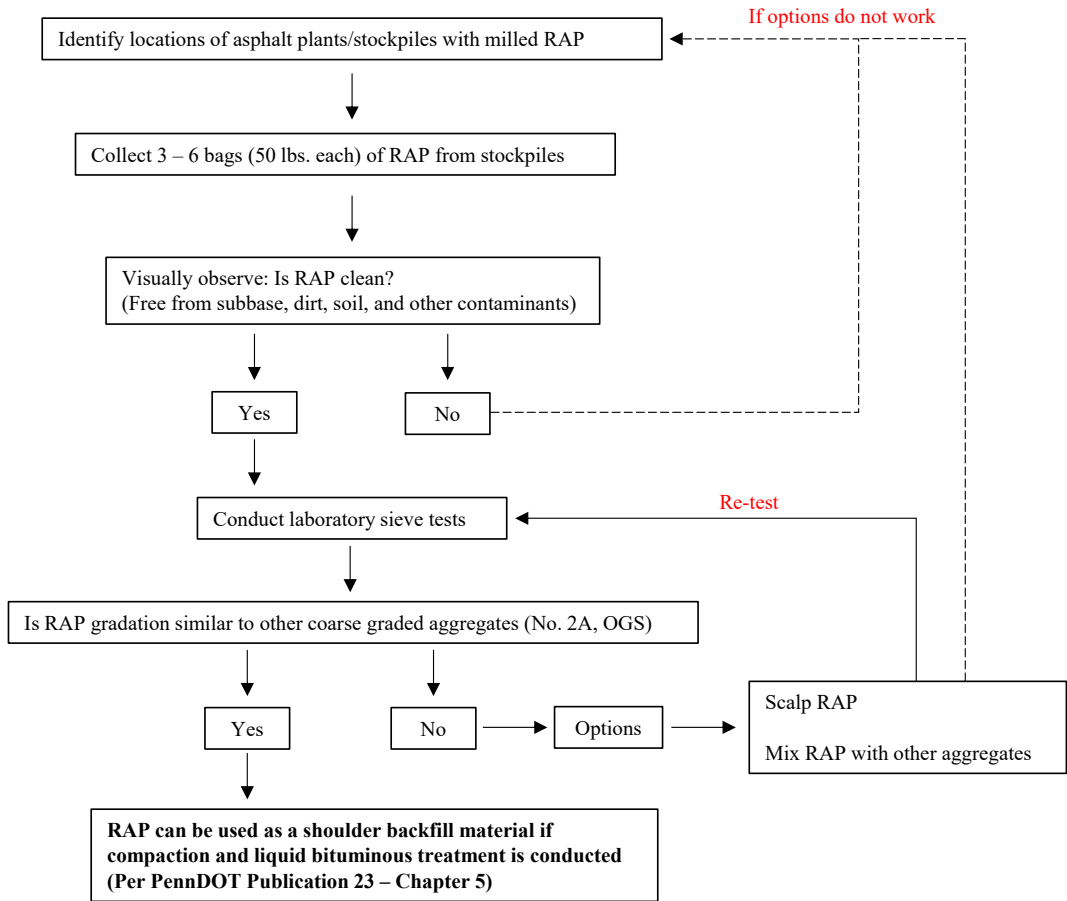 If options do not work
Identify locations of asphalt plants/stockpiles with milled RAP
Collect 3 – 6 bags (50 lbs. each) of RAP from stockpiles
Visually observe: Is RAP clean?
(Free from subbase, dirt, soil, and other contaminants)
Yes
No
Re-test
Conduct laboratory sieve tests
Is RAP gradation similar to other coarse graded aggregates (No. 2A, OGS)
Yes
No
Options
Scalp RAP
Mix RAP with other aggregates
RAP can be used as a shoulder backfill material if
compaction and liquid bituminous treatment is conducted
(Per PennDOT Publication 23 – Chapter 5)